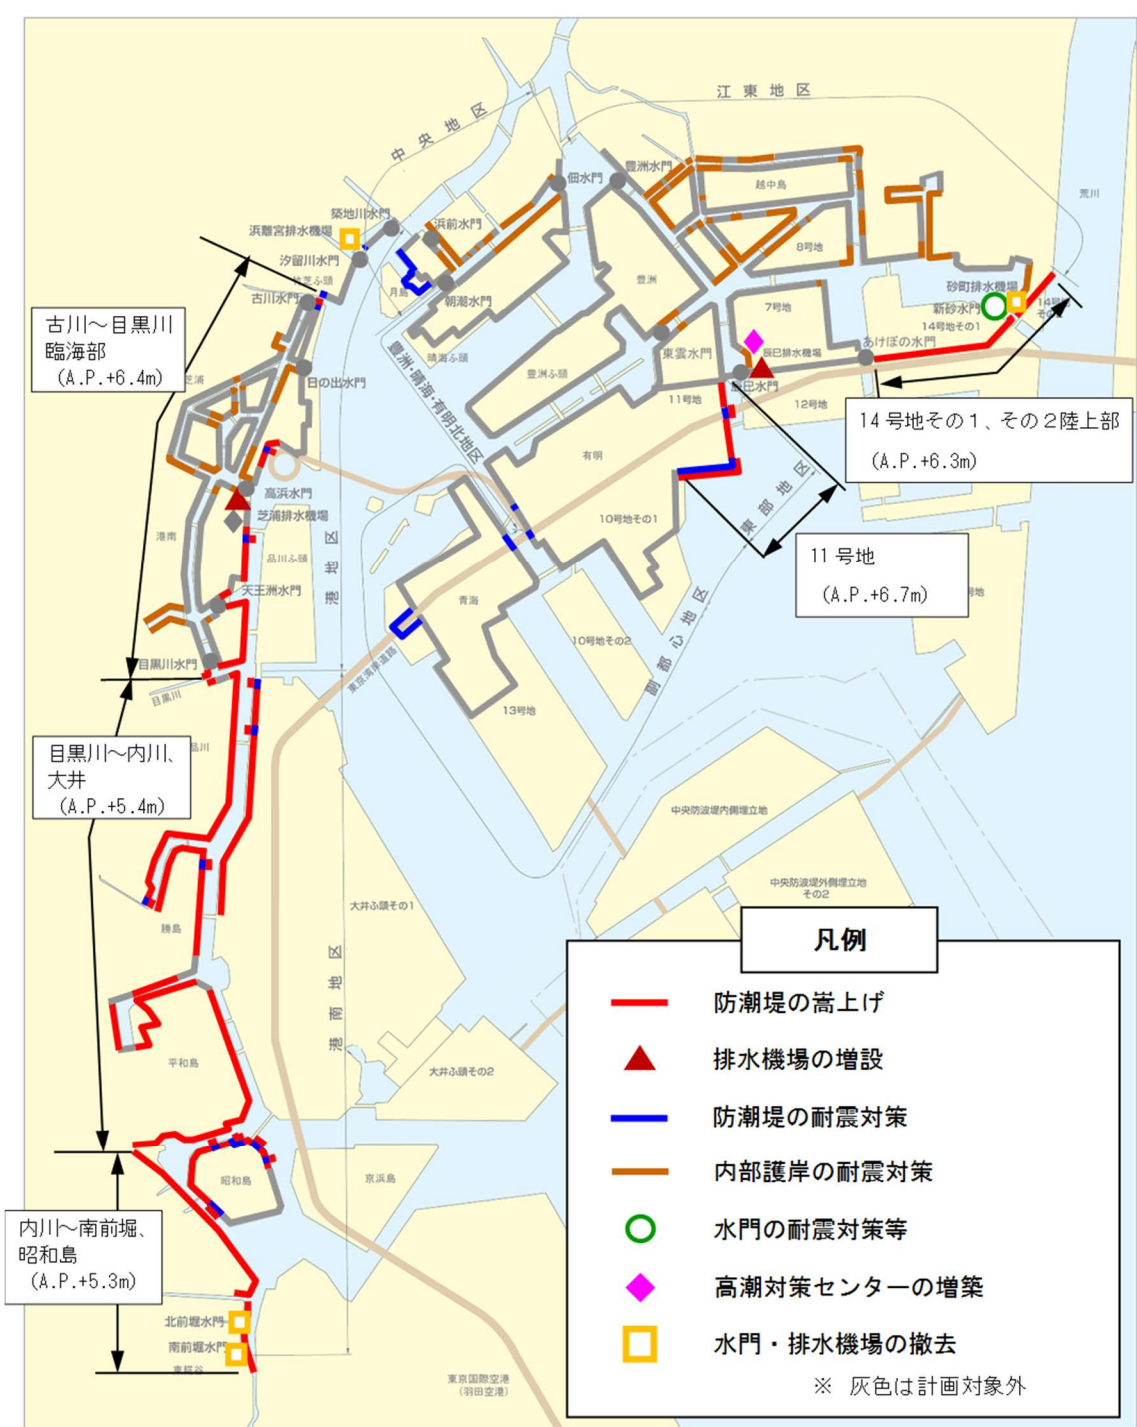 江東地区
中央地区
築地川水門
浜離宮排水機場
汐留川水門
古川水門
浜前水門
佃水門
豊洲水門
越中島
荒川
8号地
豊洲
月島
朝潮水門
晴海ふ頭
豊洲・晴海・有明北地区
豊洲ふ頭
7号地
砂町排水機場
新砂水門
14号地その1
東雲水門
辰巳排水機場
あけぼの水門
辰巳水門
11号地
12号地
古川～目黒川
臨海部
(A.P.+6.4m)
芝浦
日の出水門
14号地その１、その２陸上部
(A.P.+6.3m)
有明
高浜水門
芝浦排水機場
港南
品川ふ頭
港地区
10号地その1
東部地区
11号地
(A.P.+6.7m)
天王洲水門
青海
10号地その2
副都心地区
目黒川水門
目黒川
東京湾岸道路
13号地
目黒川～内川、
大井
(A.P.+5.4m)
品川
中央防波堤内側埋立地
中央防波堤外側埋立地
その2
大井ふ頭その1
勝島
港南地区
平和島
大井ふ頭その2
昭和島
京浜島
内川～南前堀、
昭和島
(A.P.+5.3m)
北前堀水門
南前堀水門
東糀谷
東京国際空港
(羽田空港)
凡例
防潮堤の嵩上げ
排水機場の増設
防潮堤の耐震対策
内部護岸の耐震対策
水門の耐震対策等
高潮対策センターの増築
水門・排水機場の撤去
※ 灰色は計画対象外